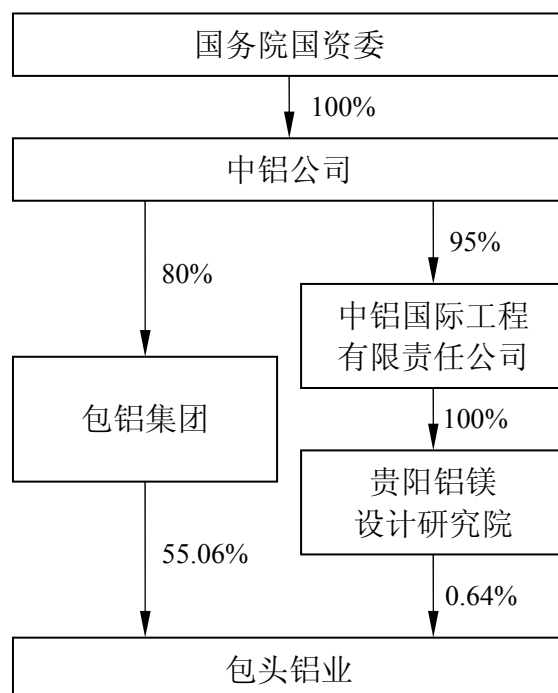 国务院国资委
100%
中铝公司
80%
95%
中铝国际工程
有限责任公司
包铝集团
100%
贵阳铝镁
设计研究院
55.06%
0.64%
包头铝业